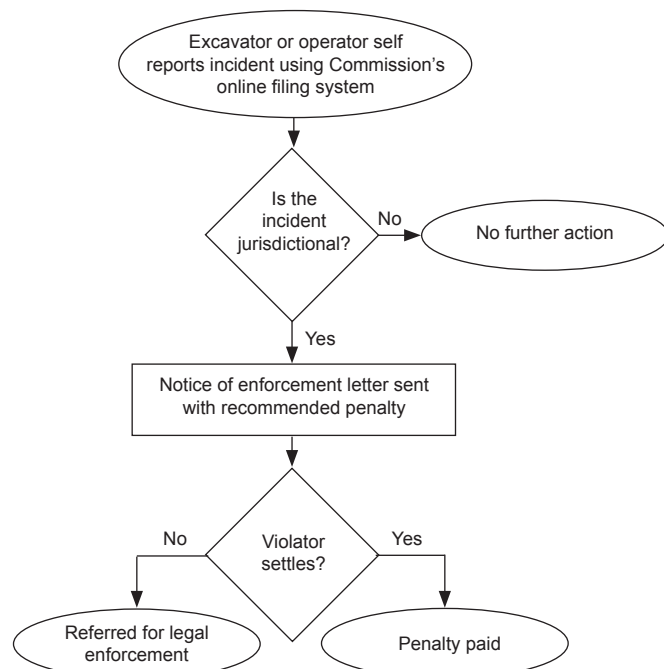 Excavator or operator self
reports incident using Commission's
online filing system
Is the
incident
jurisdictional?
No
No further action
Yes
Notice of enforcement letter sent
with recommended penalty
No
Violator
settles?
Yes
Referred for legal
enforcement
Penalty paid